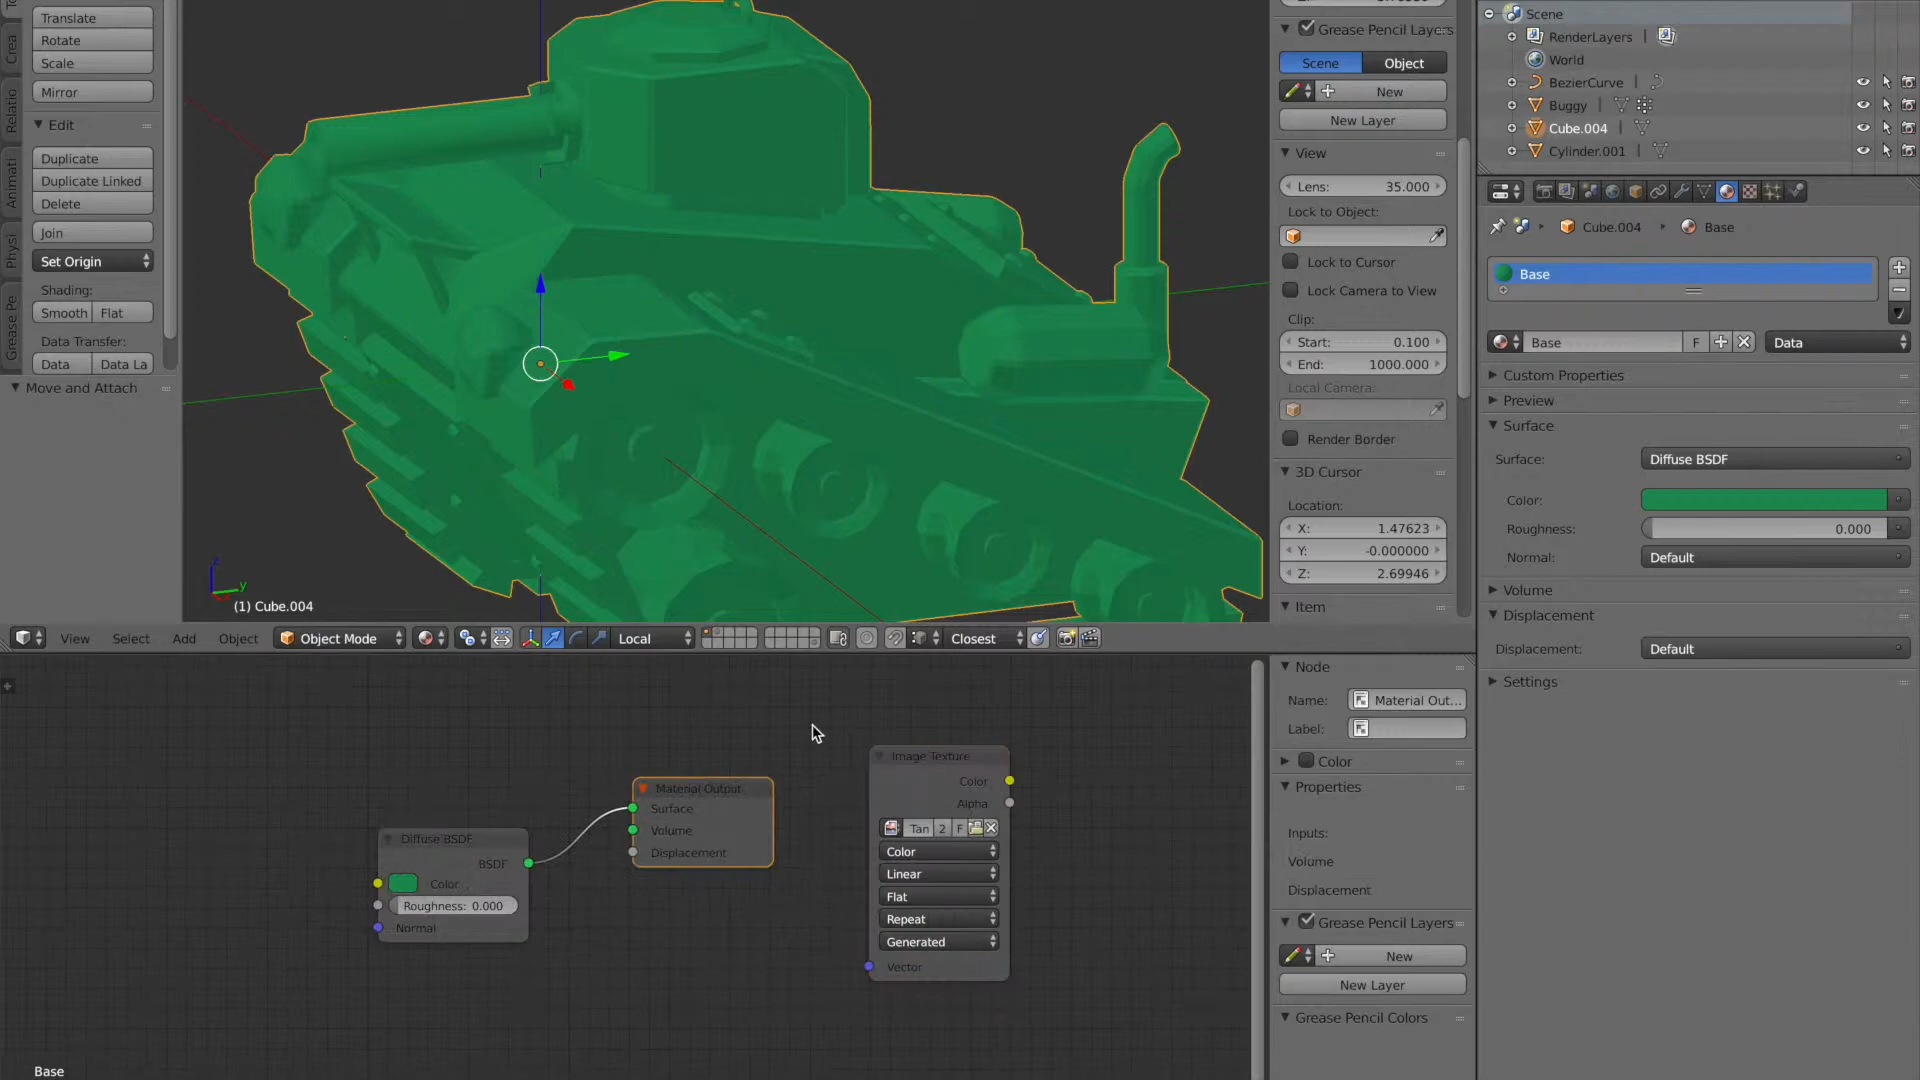 Translate
Rotate
Scale
Mirror
Edit
Duplicate
Duplicate Linked
Delete
Join
Set Origin
Shading:
Smooth Flat
Data Transfer:
Data Data La
Move and Attach
Crea
Relatio
Animati
Physi
Grease Pe
(1) Cube.004
View Select Add Object Object Mode Local Closest
Grease Pencil Layers
Scene Object
New
New Layer
View
Lens: 35.000
Lock to Object:
Lock to Cursor
Lock Camera to View
Clip:
Start: 0.100
End: 1000.000
Local Camera:
Render Border
3D Cursor
Location:
X: 1.47623
Y: -0.000000
Z: 2.69946
Item
Scene
RenderLayers
World
BezierCurve
Buggy
Cube.004
Cylinder.001
Cube.004 Base
Base
Base F Data
Custom Properties
Preview
Surface
Surface: Diffuse BSDF
Color:
Roughness: 0.000
Normal: Default
Volume
Displacement
Displacement: Default
Settings
Diffuse BSDF
BSDF
Color
Roughness: 0.000
Normal
Material Output
Surface
Volume
Displacement
Image Texture
Color
Alpha
Tan 2 F
Color
Linear
Flat
Repeat
Generated
Vector
Base
Node
Name: Material Out...
Label:
Color
Properties
Inputs:
Volume
Displacement
Grease Pencil Layers
New
New Layer
Grease Pencil Colors